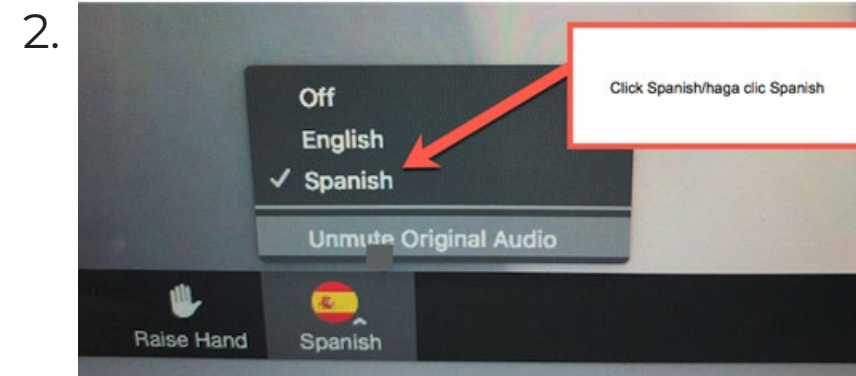 2.
Click Spanish/haga clic Spanish
Off
English
✓ Spanish
Unmute Original Audio
Raise Hand
Spanish